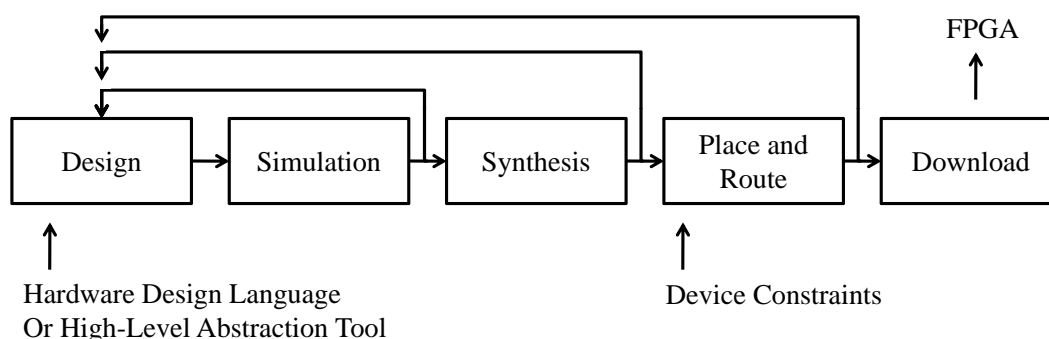 FPGA
Design
Simulation
Synthesis
Place and
Route
Download
Hardware Design Language
Or High-Level Abstraction Tool
Device Constraints